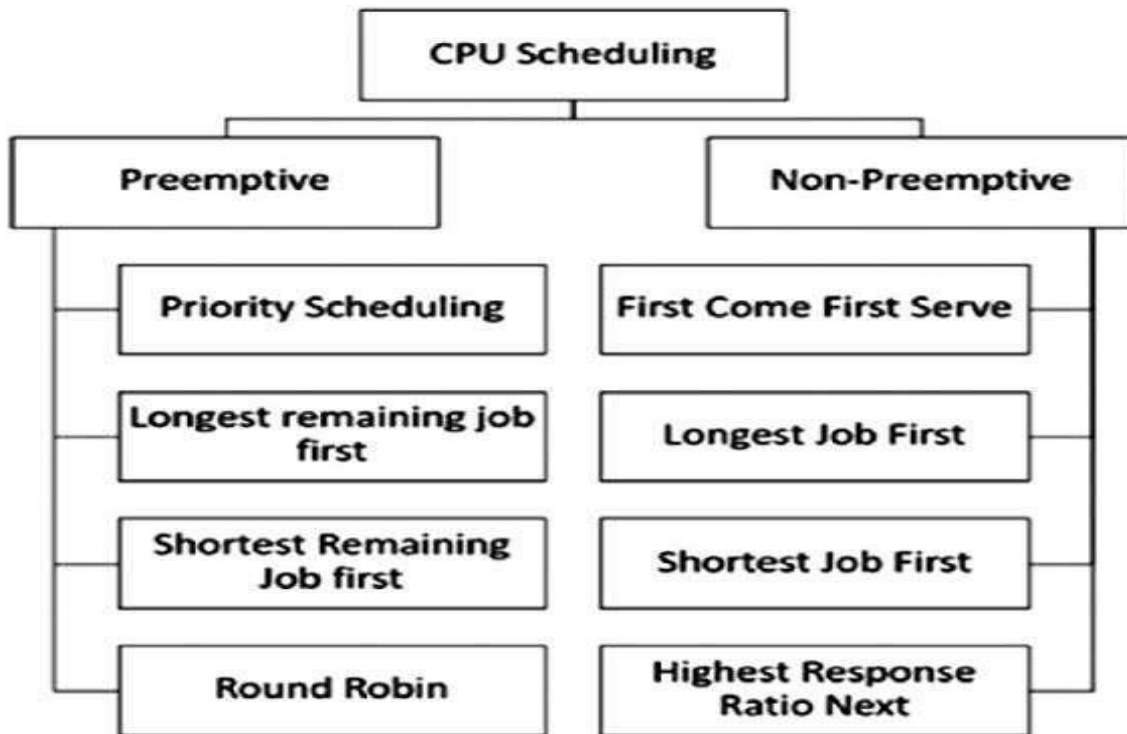 CPU Scheduling
Preemptive
Non-Preemptive
Priority Scheduling
First Come First Serve
Longest remaining job
first
Longest Job First
Shortest Remaining
Job first
Shortest Job First
Round Robin
Highest Response
Ratio Next